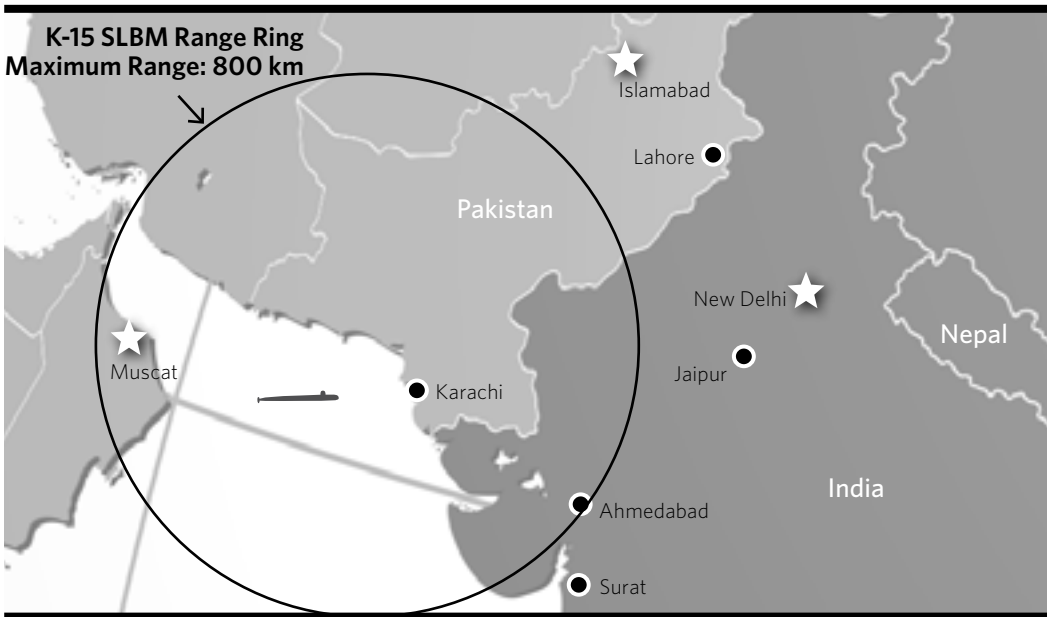 K-15 SLBM Range Ring
Maximum Range: 800 km
Islamabad
Lahore
Pakistan
New Delhi
Nepal
Jaipur
Muscat
Karachi
India
Ahmedabad
Surat